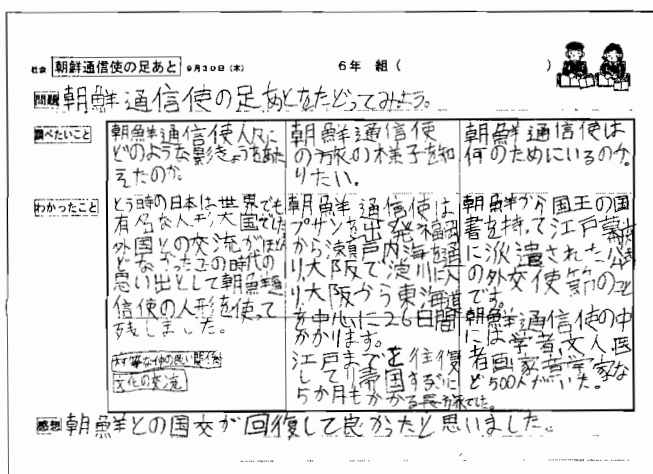 社会 朝鮮通信使の足あと 9月30日(木) 6年 組( )
問題 朝鮮通信使の足あとをたどってみよう。
調べたいこと
朝鮮通信使人々に
どのような影きょうをあた
えたのか。
朝鮮通信使
の旅の様子を知
りたい。
朝鮮通信使は
何のためにいるのか。
わかったこと
とう時の日本は世界でも
有名な人形大国でした
外国との交流がほとん
どなかったこの時代の
思い出として朝鮮通
信使の人形を使って
残しました。
対等な仲の良い関係
文化の交流
朝鮮通信使は
プサンを出発福岡
から瀬戸内海を通
り大阪で淀川に入
り大阪から東海道
を中心に26日間
かかります。
江戸までを往復
して帰国するに
5か月もかかる長旅でした。
朝鮮から国王の国
書を持って江戸幕府
に派遣された公式
の外交使節のこと
です。
朝鮮通信使の中
には学者文人医
者画家音楽家な
ど500人がいた。
感想 朝鮮との国交が回復して良かったと思いました。